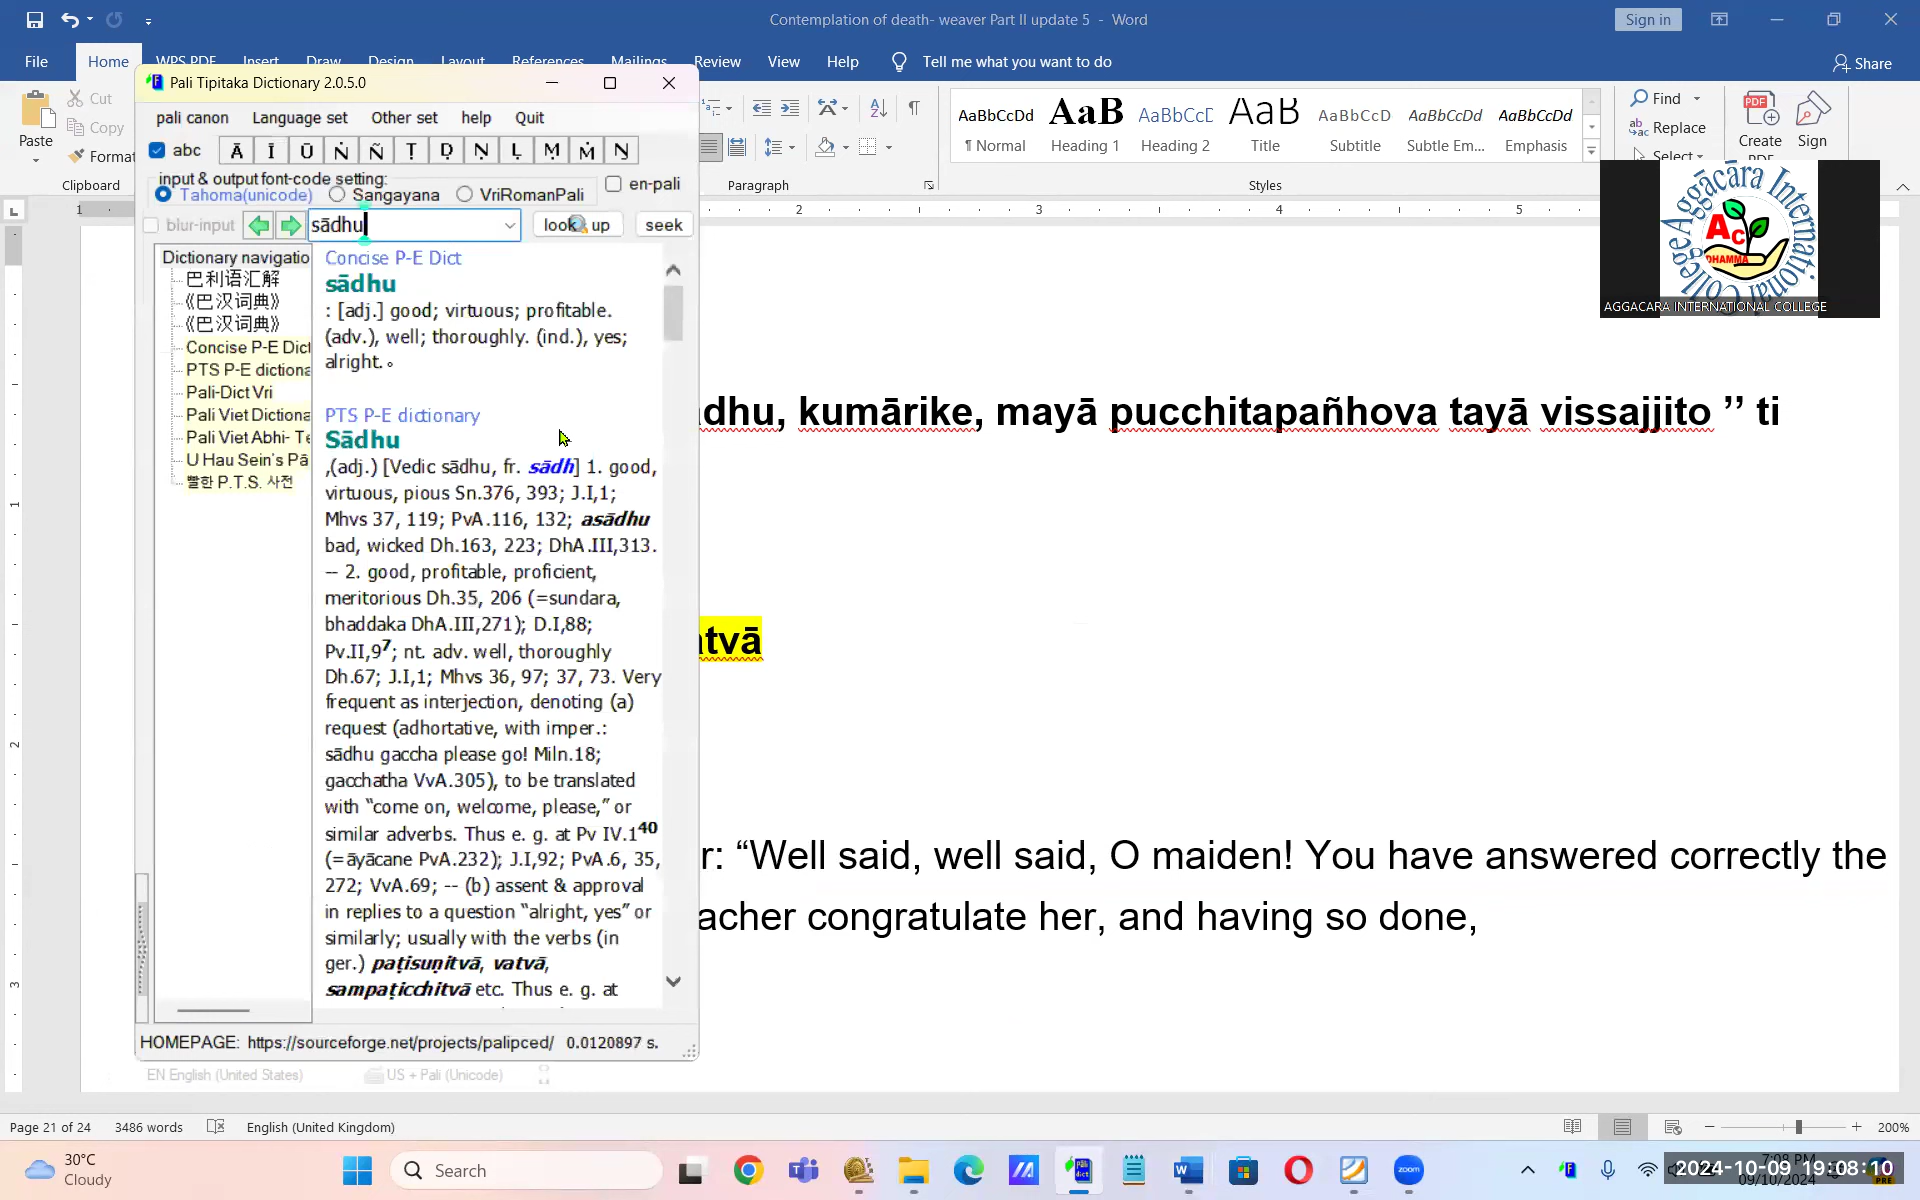 Contemplation of death- weaver Part II update 5 - Word
Sign in
File
Home
WPS PDF
Insert
Draw
Design
Layout
References
Mailings
Review
View
Help
Tell me what you want to do
Share
Paste
Cut
Copy
Format
Clipboard
Paragraph
AaBbCcDd
AaB
AaBbCcD
AaB
AaBbCcD
AaBbCcDd
AaBbCcDd
¶ Normal
Heading 1
Heading 2
Title
Subtitle
Subtle Em...
Emphasis
Styles
Find
Replace
Select
Create
PDF
Sign
Pali Tipitaka Dictionary 2.0.5.0
pali canon
Language set
Other set
help
Quit
abc
Ā Ī Ū Ṅ Ñ Ṭ Ḍ Ṇ Ḷ Ṃ Ṁ Ŋ
input & output font-code setting:
Tahoma(unicode)
Sangayana
VriRomanPali
en-pali
blur-input
sādhu
look up
seek
Dictionary navigatio
巴利语汇解
《巴汉词典》
《巴汉词典》
Concise P-E Dict
PTS P-E dictiona
Pali-Dict Vri
Pali Viet Dictiona
Pali Viet Abhi- Te
U Hau Sein's Pā
빨한 P.T.S. 사전
Concise P-E Dict
sādhu
: [adj.] good; virtuous; profitable.
(adv.), well; thoroughly. (ind.), yes;
alright.。
PTS P-E dictionary
Sādhu
,(adj.) [Vedic sādhu, fr. sādh] 1. good,
virtuous, pious Sn.376, 393; J.I,1;
Mhvs 37, 119; PvA.116, 132; asādhu
bad, wicked Dh.163, 223; DhA.III,313.
-- 2. good, profitable, proficient,
meritorious Dh.35, 206 (=sundara,
bhaddaka DhA.III,271); D.I,88;
Pv.II,9⁷; nt. adv. well, thoroughly
Dh.67; J.I,1; Mhvs 36, 97; 37, 73. Very
frequent as interjection, denoting (a)
request (adhortative, with imper.:
sādhu gaccha please go! Miln.18;
gacchatha VvA.305), to be translated
with “come on, welcome, please,” or
similar adverbs. Thus e. g. at Pv IV.1⁴⁰
(=āyācane PvA.232); J.I,92; PvA.6, 35,
272; VvA.69; -- (b) assent & approval
in replies to a question “alright, yes” or
similarly; usually with the verbs (in
ger.) paṭisuṇitvā, vatvā,
sampaṭicchitvā etc. Thus e. g. at
HOMEPAGE: https://sourceforge.net/projects/palipced/ 0.0120897 s.
EN English (United States)
US + Pali (Unicode)
Aggācāra International College
Ac
DHAMMA
AGGACARA INTERNATIONAL COLLEGE
dhu, kumārike, mayā pucchitapañhova tayā vissajjito ’’ ti
atvā
r: “Well said, well said, O maiden! You have answered correctly the
acher congratulate her, and having so done,
Page 21 of 24
3486 words
English (United Kingdom)
200%
30°C
Cloudy
Search
zoom
2024-10-09 19:08:10
09/10/2024
PRE